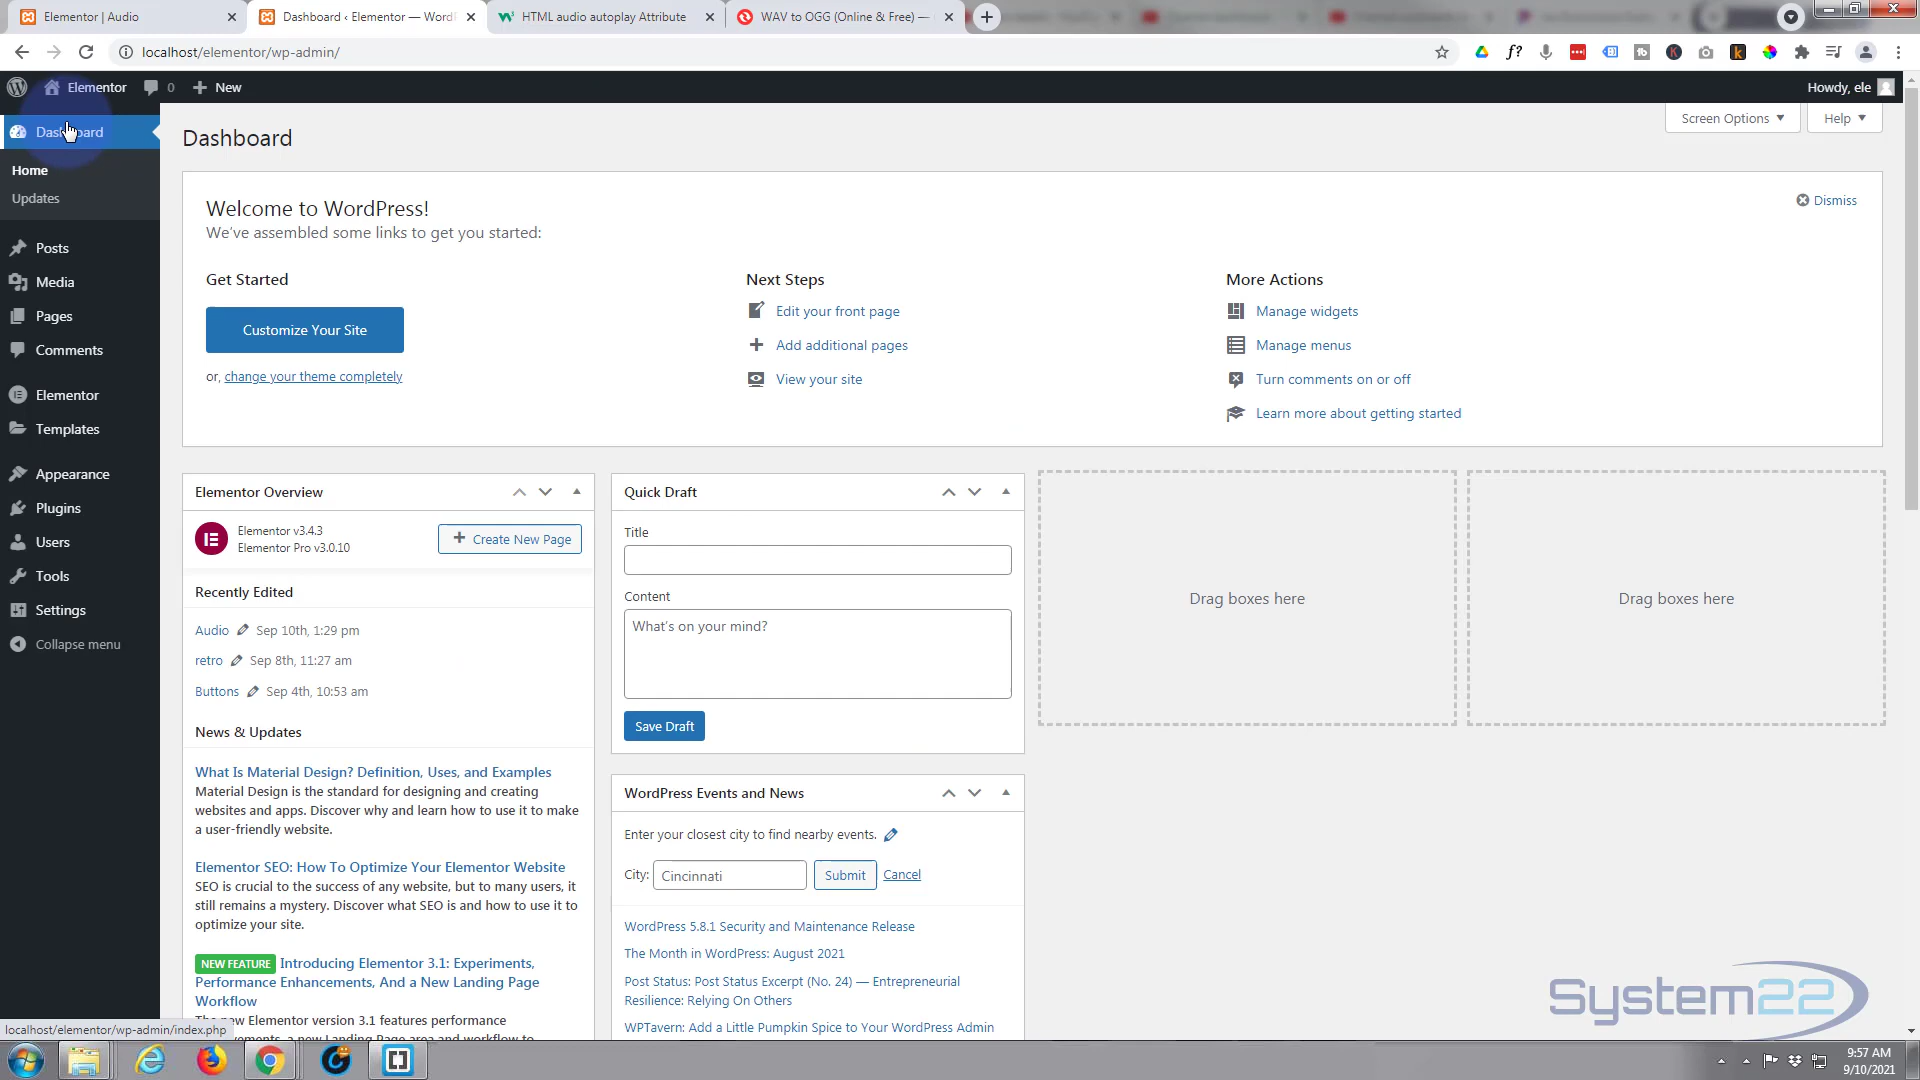 Elementor | Audio
Dashboard ‹ Elementor — WordP
HTML audio autoplay Attribute
WAV to OGG (Online & Free) —
localhost/elementor/wp-admin/
Elementor 0 New
Howdy, ele
Dashboard
Home
Updates
Posts
Media
Pages
Comments
Elementor
Templates
Appearance
Plugins
Users
Tools
Settings
Collapse menu
Dashboard
Screen Options
Help
Welcome to WordPress!
We've assembled some links to get you started:
Dismiss
Get Started
Customize Your Site
or, change your theme completely
Next Steps
Edit your front page
Add additional pages
View your site
More Actions
Manage widgets
Manage menus
Turn comments on or off
Learn more about getting started
Elementor Overview
Elementor v3.4.3
Elementor Pro v3.0.10
Create New Page
Recently Edited
Audio Sep 10th, 1:29 pm
retro Sep 8th, 11:27 am
Buttons Sep 4th, 10:53 am
News & Updates
What Is Material Design? Definition, Uses, and Examples
Material Design is the standard for designing and creating
websites and apps. Discover why and learn how to use it to make
a user-friendly website.
Elementor SEO: How To Optimize Your Elementor Website
SEO is crucial to the success of any website, but to many users, it
still remains a mystery. Discover what SEO is and how to use it to
optimize your site.
NEW FEATURE Introducing Elementor 3.1: Experiments,
Performance Enhancements, And a New Landing Page
Workflow
The new Elementor version 3.1 features performance
localhost/elementor/wp-admin/index.php
Quick Draft
Title
Content
What's on your mind?
Save Draft
WordPress Events and News
Enter your closest city to find nearby events.
City: Cincinnati Submit Cancel
WordPress 5.8.1 Security and Maintenance Release
The Month in WordPress: August 2021
Post Status: Post Status Excerpt (No. 24) — Entrepreneurial
Resilience: Relying On Others
WPTavern: Add a Little Pumpkin Spice to Your WordPress Admin
Drag boxes here
Drag boxes here
System22
9:57 AM
9/10/2021